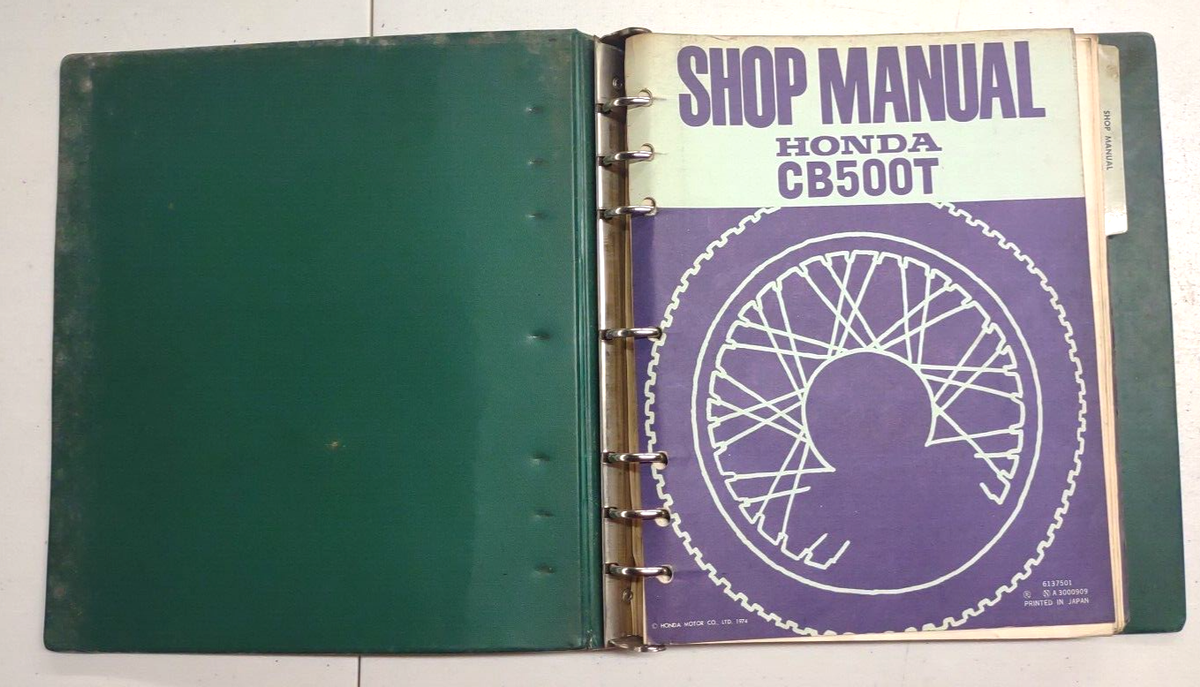 SHOP MANUAL
HONDA
CB500T
SHOP MANUAL
6137501
Ⓡ Ⓝ A 3000909
PRINTED IN JAPAN
© HONDA MOTOR CO., LTD. 1974